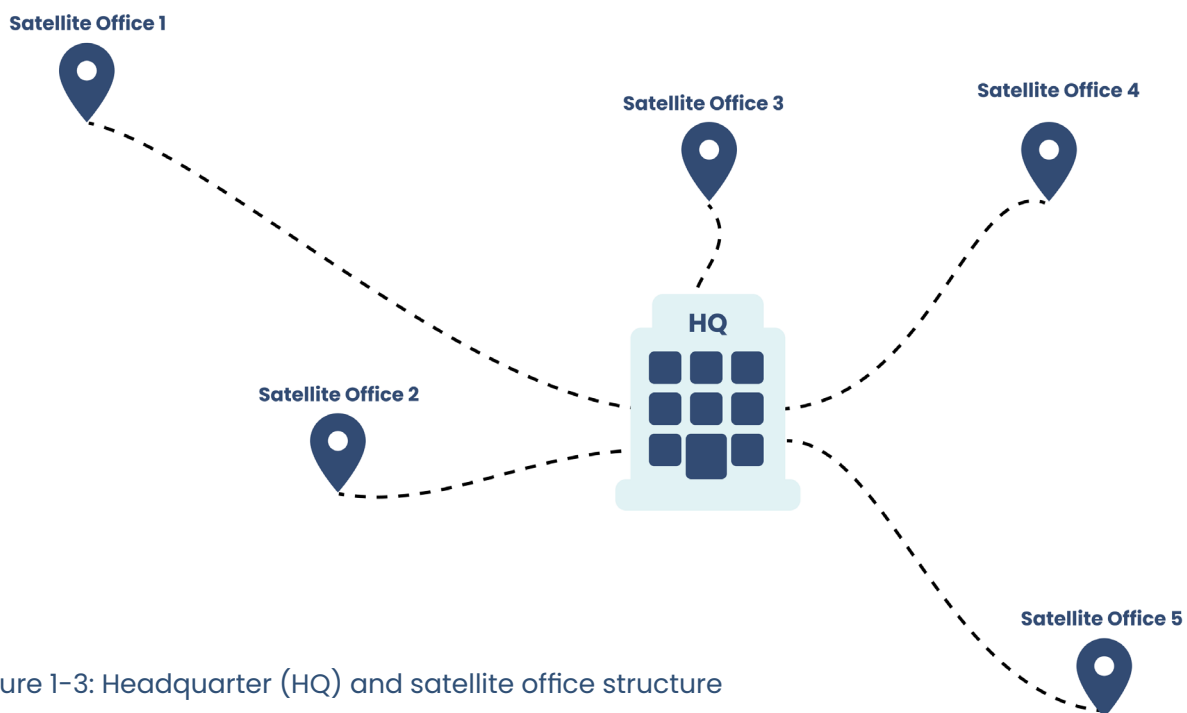 Satellite Office 1
Satellite Office 4
Satellite Office 3
HQ
Satellite Office 2
Satellite Office 5
ure 1-3: Headquarter (HQ) and satellite office structure